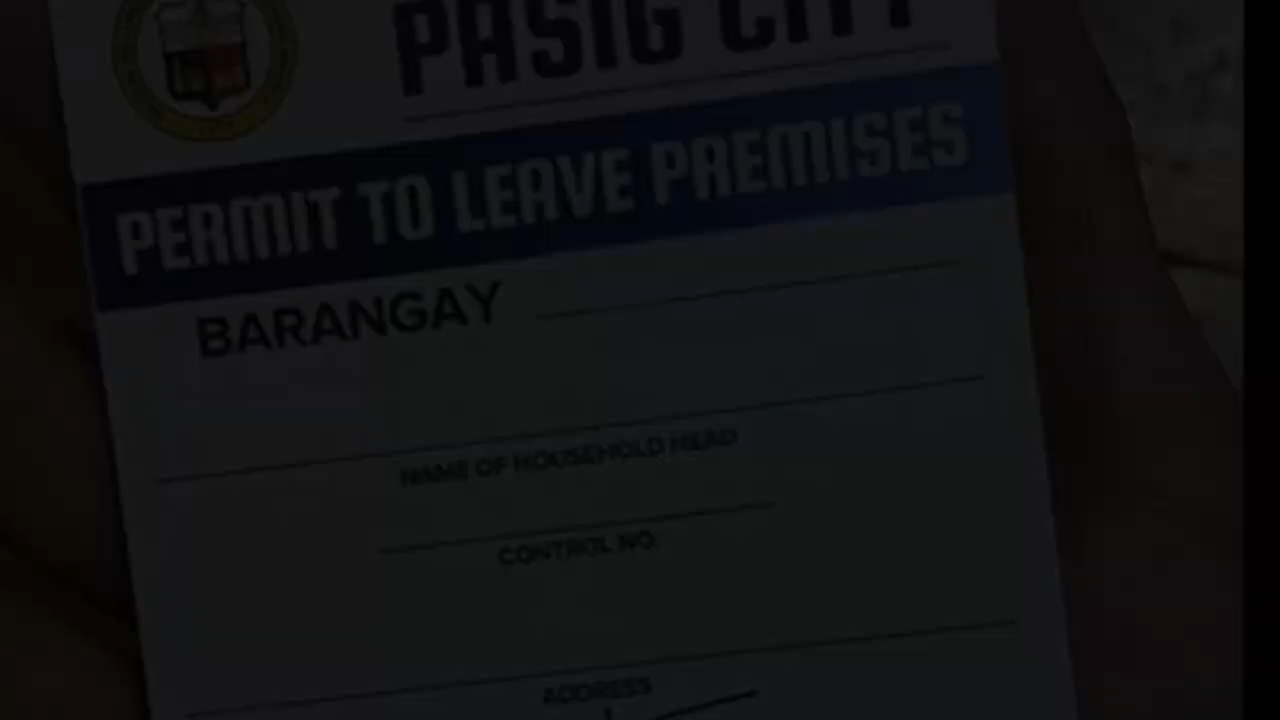 PASIG CITY
PERMIT TO LEAVE PREMISES
BARANGAY
NAME OF HOUSEHOLD HEAD
CONTROL NO.
ADDRESS